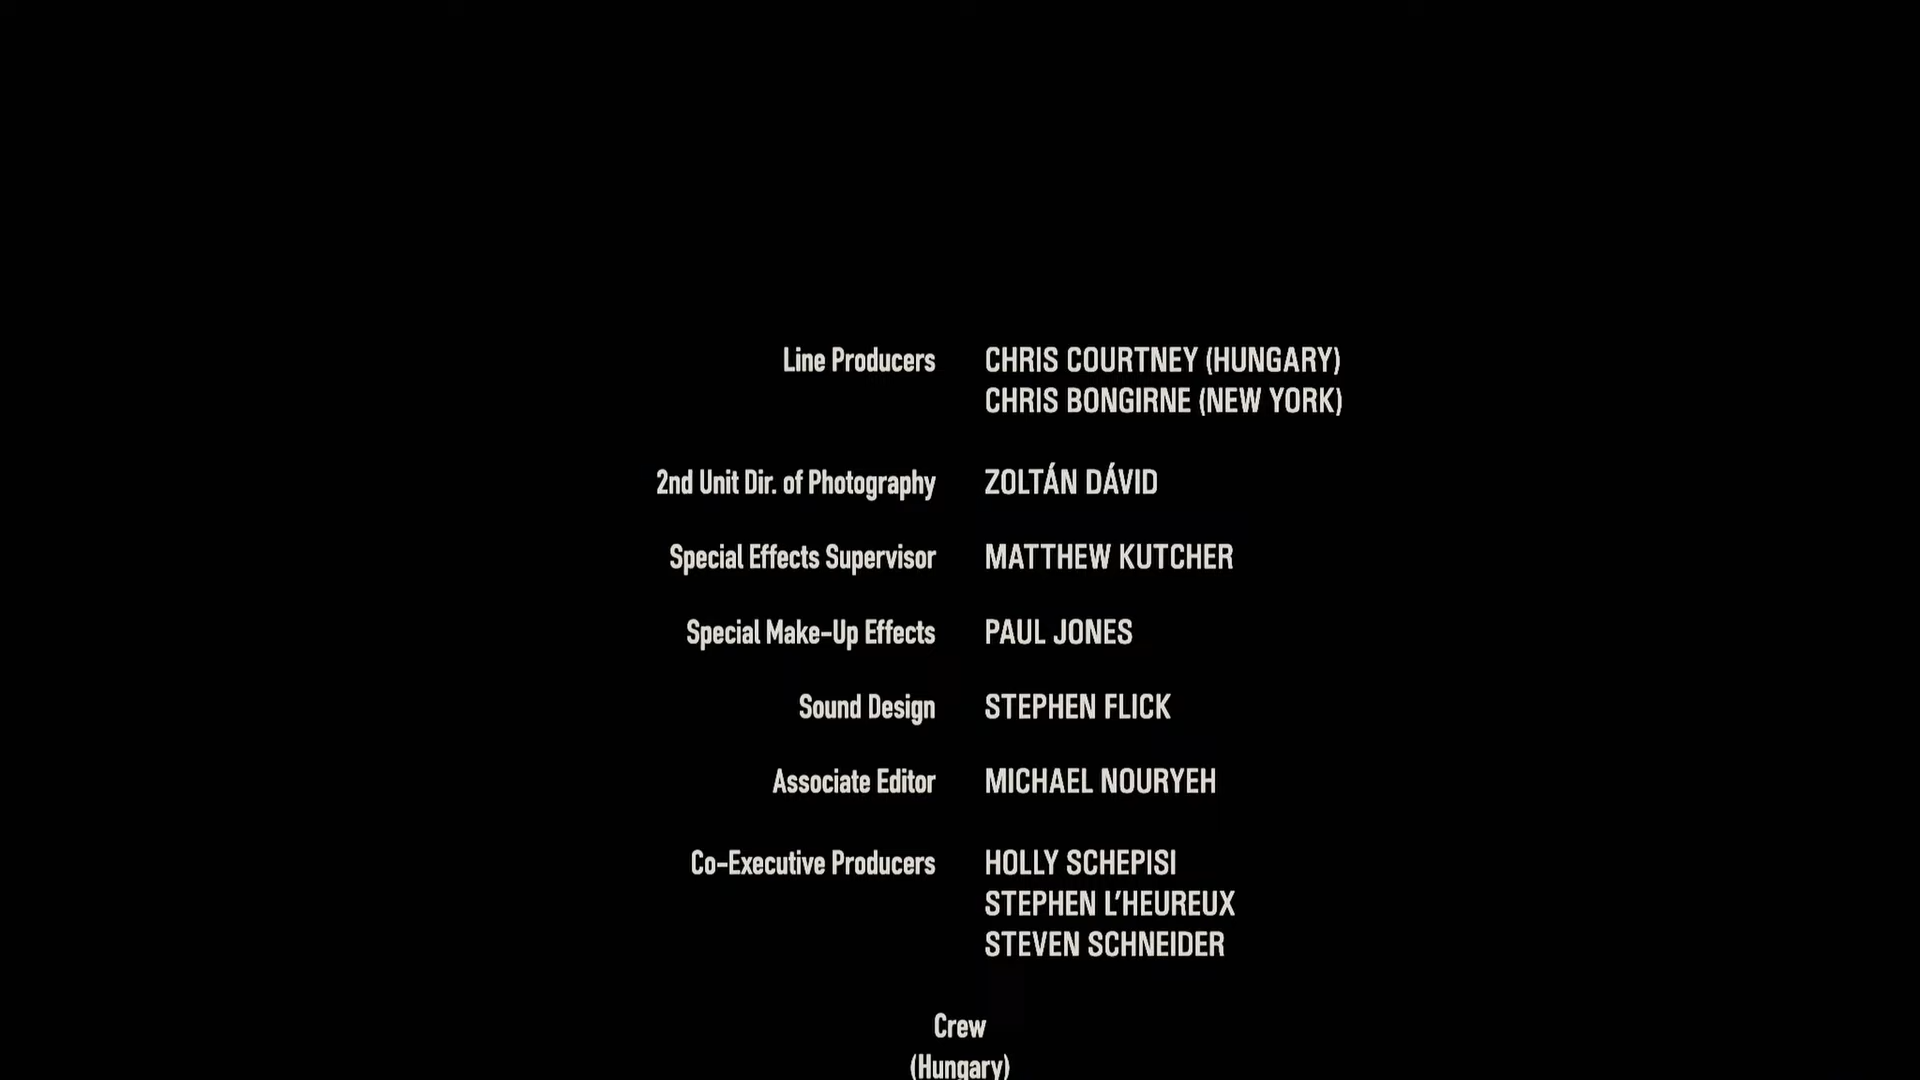 Line Producers CHRIS COURTNEY (HUNGARY)
CHRIS BONGIRNE (NEW YORK)
2nd Unit Dir. of Photography ZOLTÁN DÁVID
Special Effects Supervisor MATTHEW KUTCHER
Special Make-Up Effects PAUL JONES
Sound Design STEPHEN FLICK
Associate Editor MICHAEL NOURYEH
Co-Executive Producers HOLLY SCHEPISI
STEPHEN L'HEUREUX
STEVEN SCHNEIDER
Crew
(Hungary)